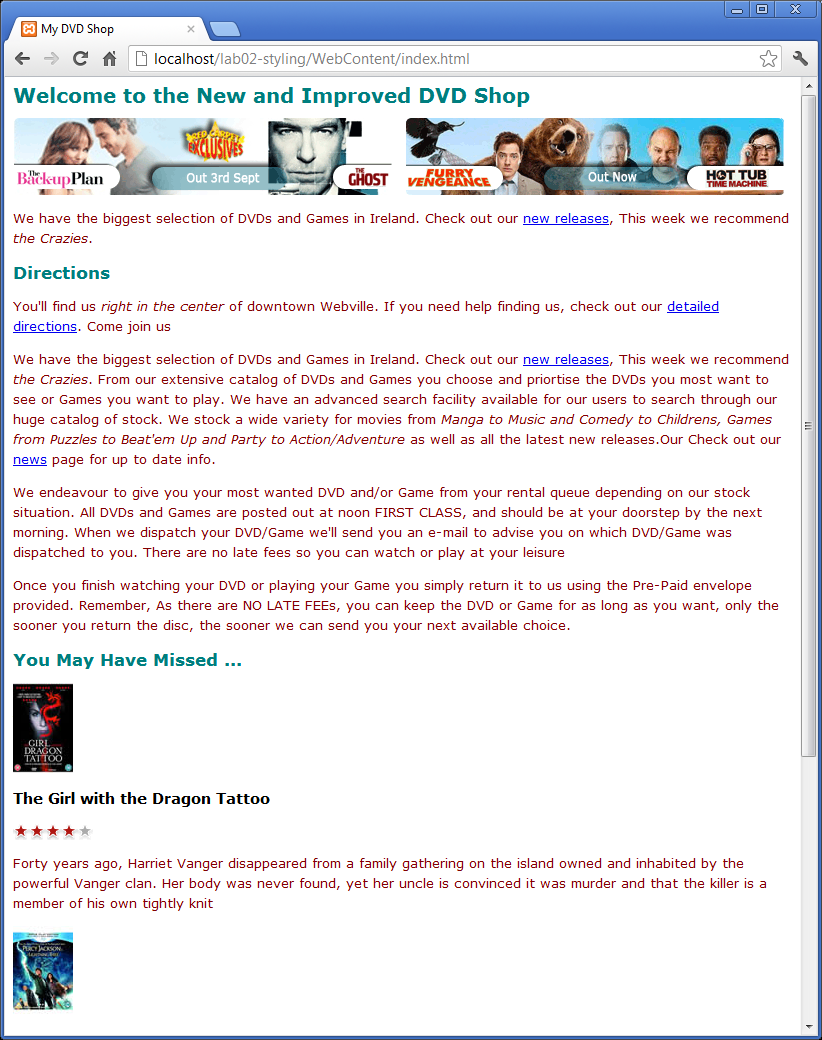 My DVD Shop
localhost/lab02-styling/WebContent/index.html
Welcome to the New and Improved DVD Shop
RED CARPET
EXCLUSIVES
The
Back-up Plan
Out 3rd Sept
THE
GHOST
FURRY
VENGEANCE
Out Now
HOT TUB
TIME MACHINE
We have the biggest selection of DVDs and Games in Ireland. Check out our new releases, This week we recommend
the Crazies.
Directions
You'll find us right in the center of downtown Webville. If you need help finding us, check out our detailed
directions. Come join us
We have the biggest selection of DVDs and Games in Ireland. Check out our new releases, This week we recommend
the Crazies. From our extensive catalog of DVDs and Games you choose and priortise the DVDs you most want to
see or Games you want to play. We have an advanced search facility available for our users to search through our
huge catalog of stock. We stock a wide variety for movies from Manga to Music and Comedy to Childrens, Games
from Puzzles to Beat'em Up and Party to Action/Adventure as well as all the latest new releases.Our Check out our
news page for up to date info.
We endeavour to give you your most wanted DVD and/or Game from your rental queue depending on our stock
situation. All DVDs and Games are posted out at noon FIRST CLASS, and should be at your doorstep by the next
morning. When we dispatch your DVD/Game we'll send you an e-mail to advise you on which DVD/Game was
dispatched to you. There are no late fees so you can watch or play at your leisure
Once you finish watching your DVD or playing your Game you simply return it to us using the Pre-Paid envelope
provided. Remember, As there are NO LATE FEEs, you can keep the DVD or Game for as long as you want, only the
sooner you return the disc, the sooner we can send you your next available choice.
You May Have Missed ...
GIRL
DRAGON
TATTOO
The Girl with the Dragon Tattoo
Forty years ago, Harriet Vanger disappeared from a family gathering on the island owned and inhabited by the
powerful Vanger clan. Her body was never found, yet her uncle is convinced it was murder and that the killer is a
member of his own tightly knit
PERCY JACKSON